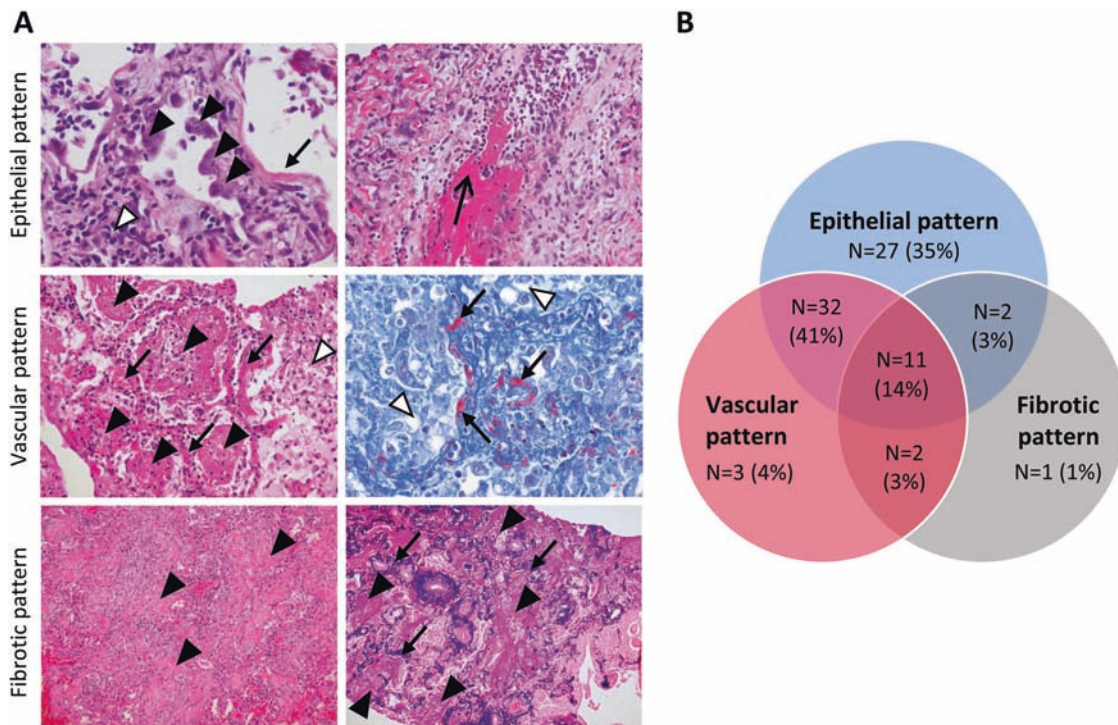 A
Epithelial pattern
Vascular pattern
Fibrotic pattern
B
Epithelial pattern
N=27 (35%)
N=32
(41%)
N=2
(3%)
N=11
(14%)
Vascular
pattern
N=3 (4%)
Fibrotic
pattern
N=1 (1%)
N=2
(3%)